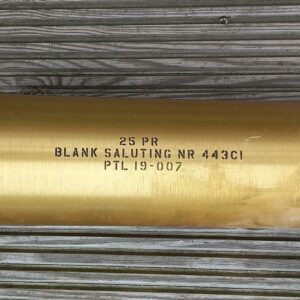 25 PR
BLANK SALUTING NR 443C1
PTL 19-007